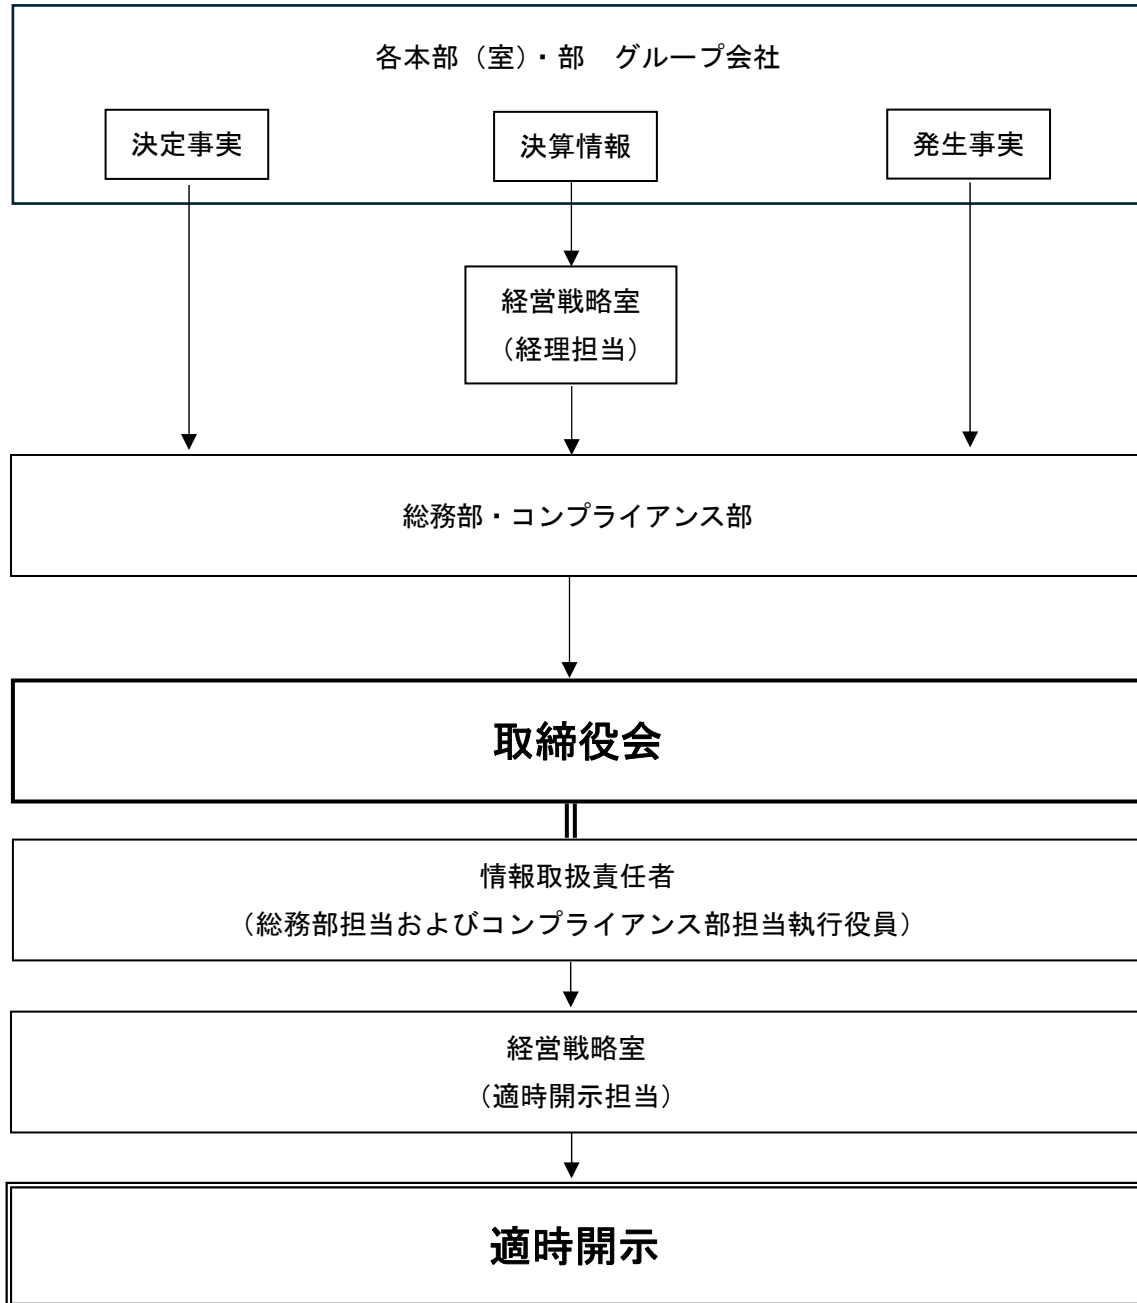 各本部（室）・部　グループ会社
決定事実
決算情報
発生事実
経営戦略室
（経理担当）
総務部・コンプライアンス部
取締役会
情報取扱責任者
（総務部担当およびコンプライアンス部担当執行役員）
経営戦略室
（適時開示担当）
適時開示